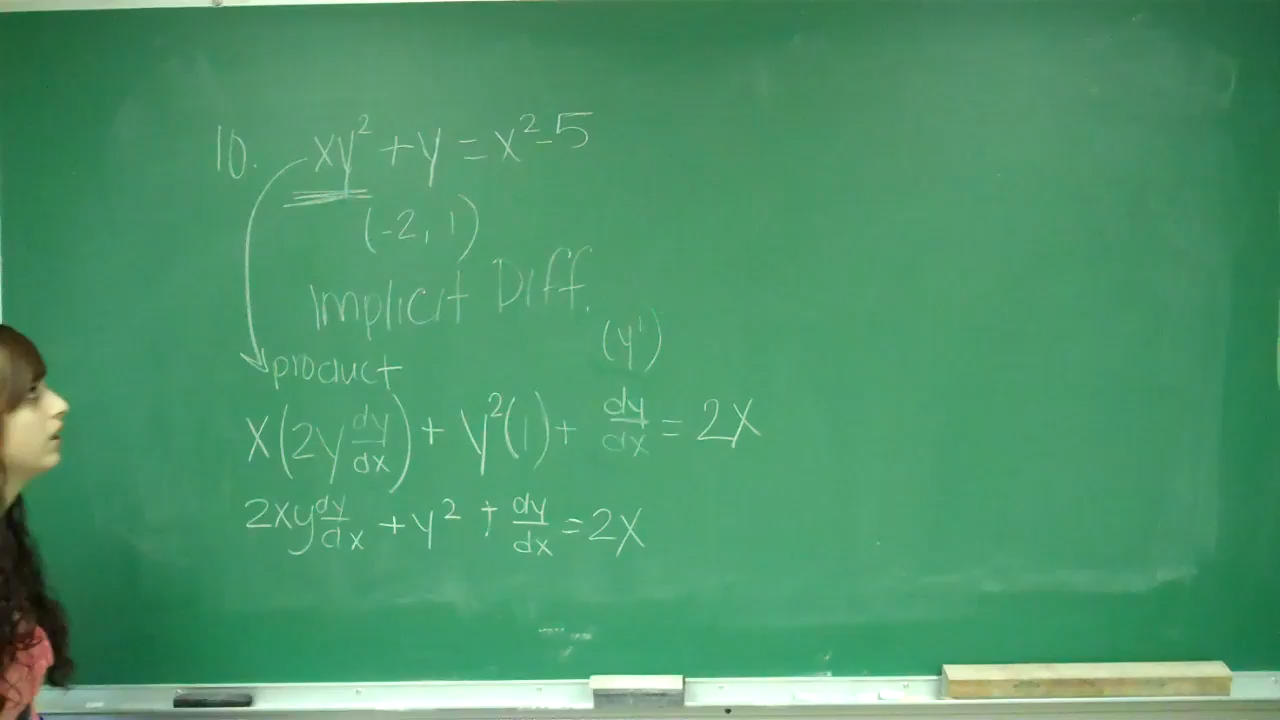 10. xy² + y = x² - 5
(-2, 1)
Implicit Diff.
(y')
product
x(2y dy/dx) + y²(1) + dy/dx = 2x
2xy dy/dx + y² + dy/dx = 2x